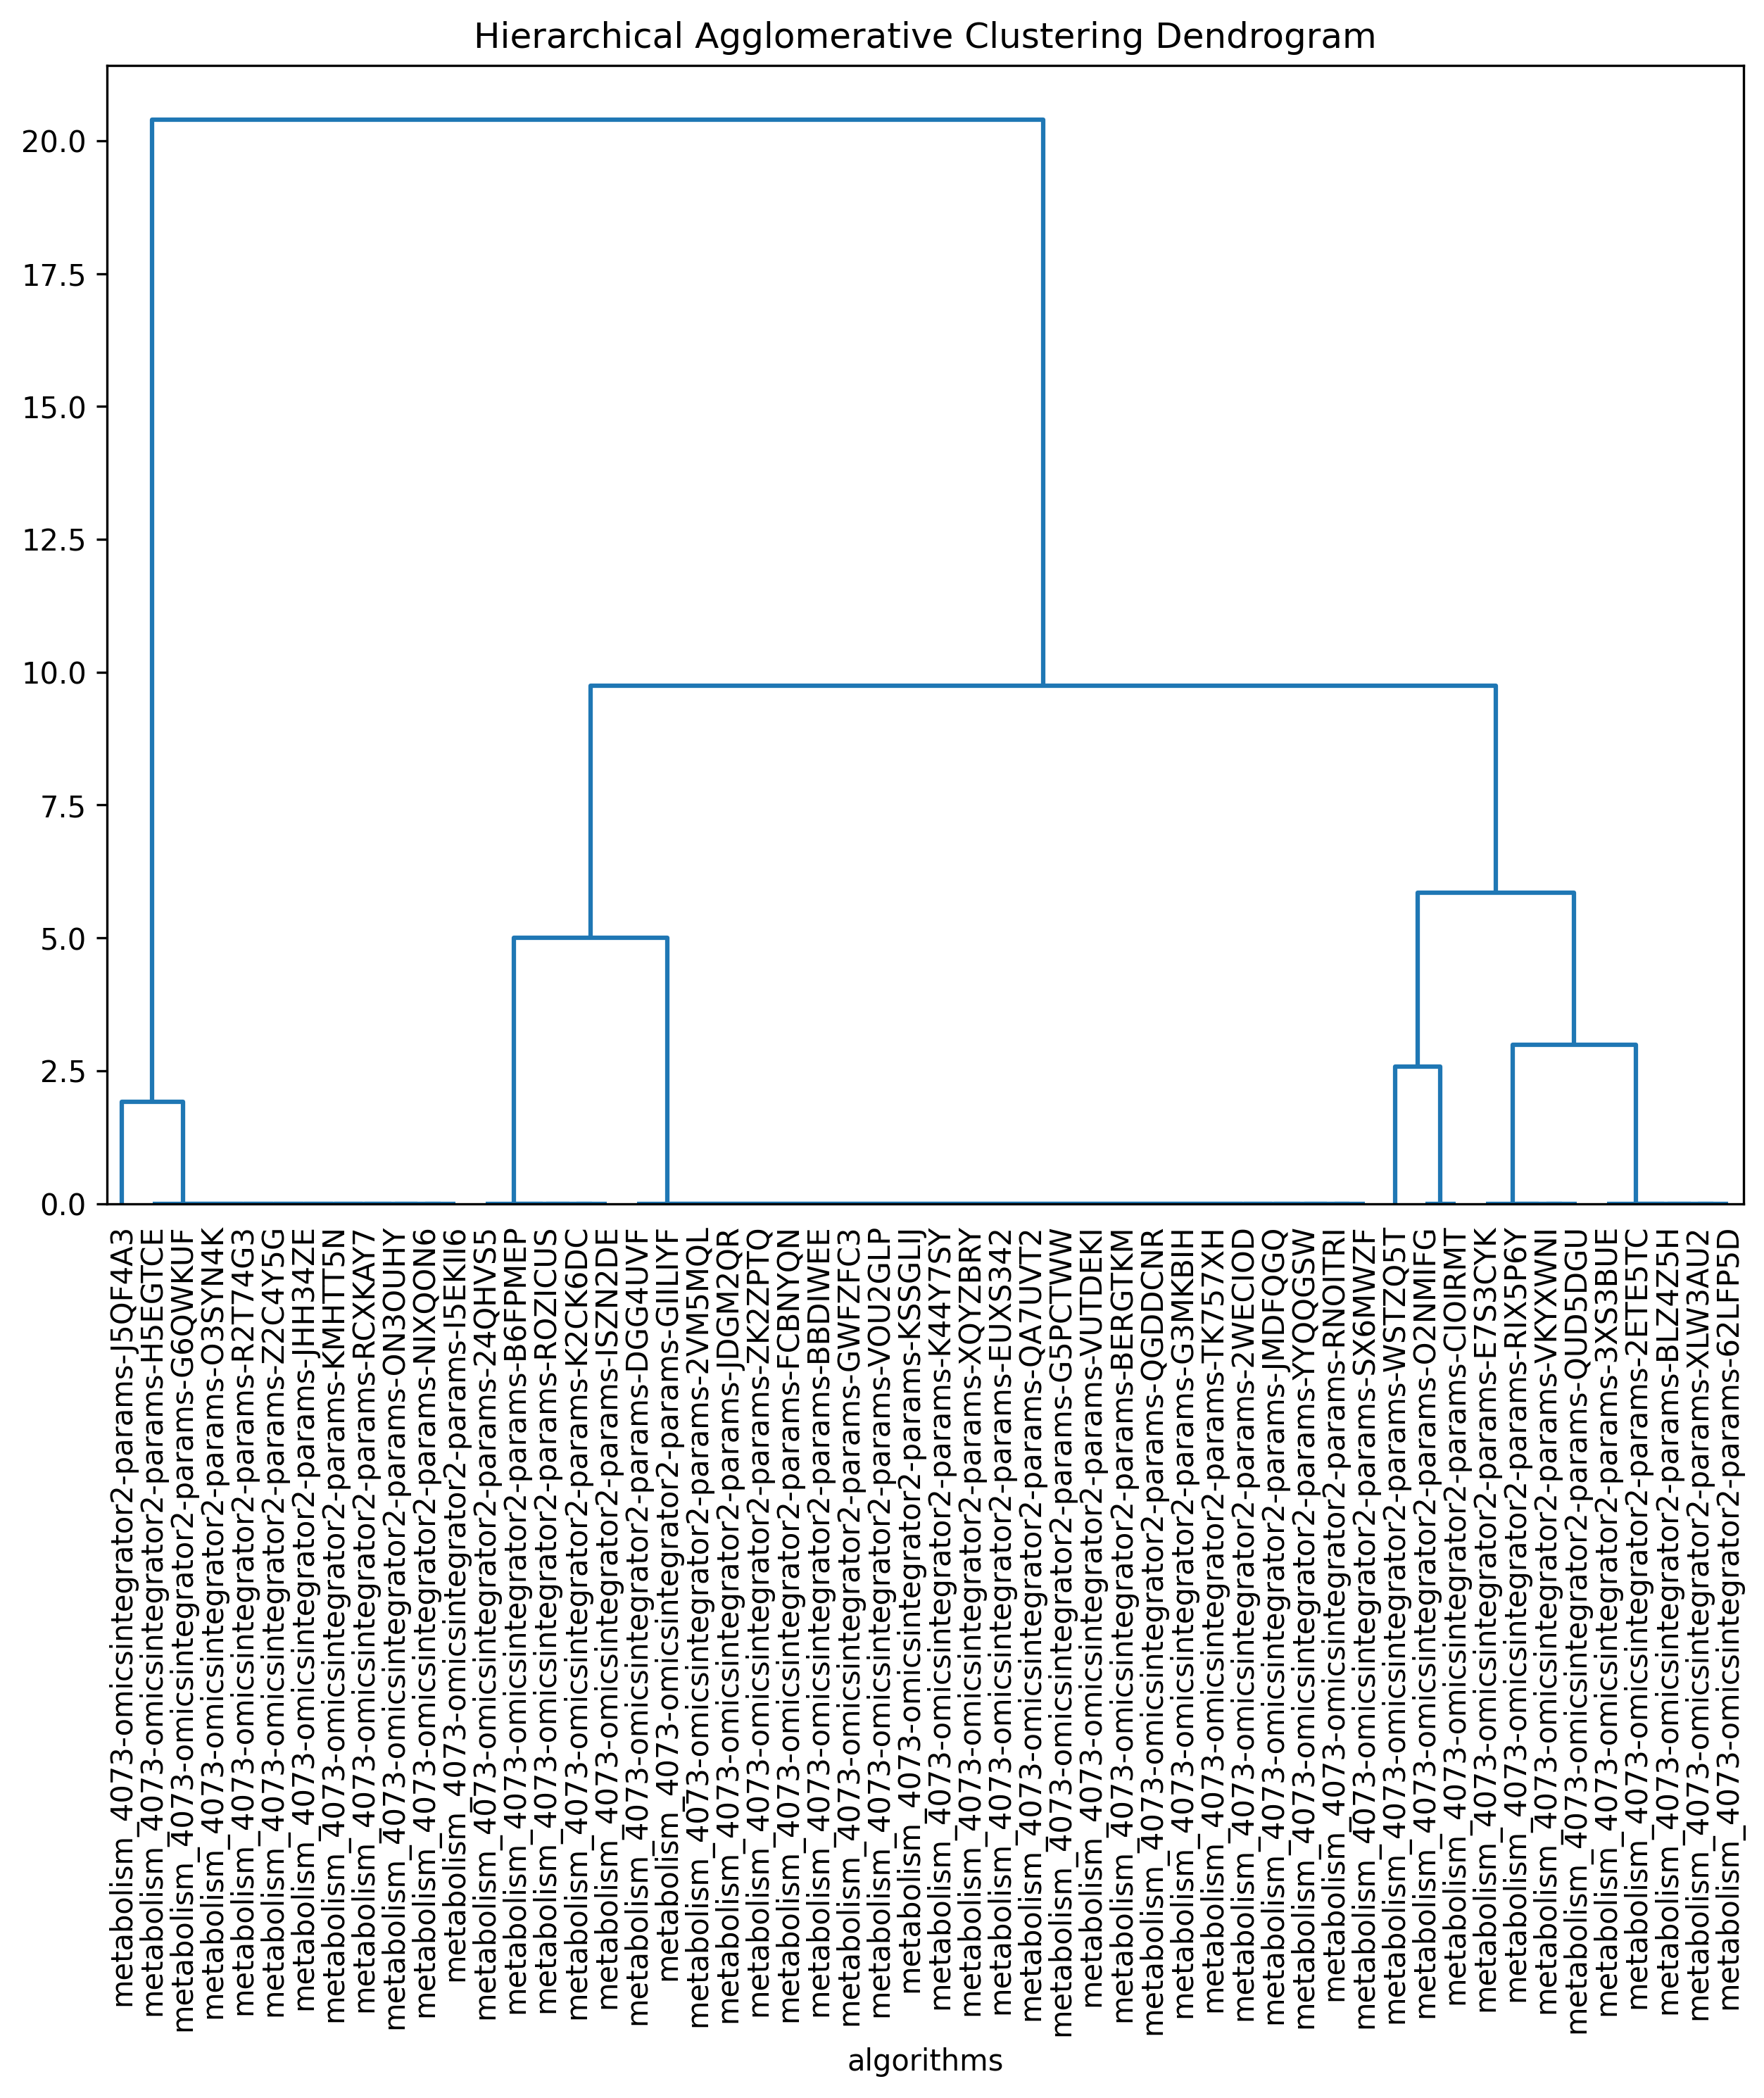 Hierarchical Agglomerative Clustering Dendrogram
20.0
17.5
15.0
12.5
10.0
7.5
5.0
2.5
0.0
metabolism_4073-omicsintegrator2-params-J5QF4A3
metabolism_4073-omicsintegrator2-params-H5EGTCE
metabolism_4073-omicsintegrator2-params-G6QWKUF
metabolism_4073-omicsintegrator2-params-O3SYN4K
metabolism_4073-omicsintegrator2-params-R2T74G3
metabolism_4073-omicsintegrator2-params-Z2C4Y5G
metabolism_4073-omicsintegrator2-params-JHH34ZE
metabolism_4073-omicsintegrator2-params-KMHTT5N
metabolism_4073-omicsintegrator2-params-RCXKAY7
metabolism_4073-omicsintegrator2-params-ON3OUHY
metabolism_4073-omicsintegrator2-params-NIXQON6
metabolism_4073-omicsintegrator2-params-I5EKII6
metabolism_4073-omicsintegrator2-params-24QHVS5
metabolism_4073-omicsintegrator2-params-B6FPMEP
metabolism_4073-omicsintegrator2-params-ROZICUS
metabolism_4073-omicsintegrator2-params-K2CK6DC
metabolism_4073-omicsintegrator2-params-ISZN2DE
metabolism_4073-omicsintegrator2-params-DGG4UVF
metabolism_4073-omicsintegrator2-params-GIILIYF
metabolism_4073-omicsintegrator2-params-2VM5MQL
metabolism_4073-omicsintegrator2-params-JDGM2QR
metabolism_4073-omicsintegrator2-params-ZK2ZPTQ
metabolism_4073-omicsintegrator2-params-FCBNYQN
metabolism_4073-omicsintegrator2-params-BBDIWEE
metabolism_4073-omicsintegrator2-params-GWFZFC3
metabolism_4073-omicsintegrator2-params-VOU2GLP
metabolism_4073-omicsintegrator2-params-KSSGLIJ
metabolism_4073-omicsintegrator2-params-K44Y7SY
metabolism_4073-omicsintegrator2-params-XQYZBRY
metabolism_4073-omicsintegrator2-params-EUXS342
metabolism_4073-omicsintegrator2-params-QA7UVT2
metabolism_4073-omicsintegrator2-params-G5PCTWW
metabolism_4073-omicsintegrator2-params-VUTDEKI
metabolism_4073-omicsintegrator2-params-BERGTKM
metabolism_4073-omicsintegrator2-params-QGDDCNR
metabolism_4073-omicsintegrator2-params-G3MKBIH
metabolism_4073-omicsintegrator2-params-TK757XH
metabolism_4073-omicsintegrator2-params-2WECIOD
metabolism_4073-omicsintegrator2-params-JMDFQGQ
metabolism_4073-omicsintegrator2-params-YYQQGSW
metabolism_4073-omicsintegrator2-params-RNOITRI
metabolism_4073-omicsintegrator2-params-SX6MWZF
metabolism_4073-omicsintegrator2-params-WSTZQ5T
metabolism_4073-omicsintegrator2-params-O2NMIFG
metabolism_4073-omicsintegrator2-params-CIOIRMT
metabolism_4073-omicsintegrator2-params-E7S3CYK
metabolism_4073-omicsintegrator2-params-RIX5P6Y
metabolism_4073-omicsintegrator2-params-VKYXWNI
metabolism_4073-omicsintegrator2-params-QUD5DGU
metabolism_4073-omicsintegrator2-params-3XS3BUE
metabolism_4073-omicsintegrator2-params-2ETE5TC
metabolism_4073-omicsintegrator2-params-BLZ4Z5H
metabolism_4073-omicsintegrator2-params-XLW3AU2
metabolism_4073-omicsintegrator2-params-62LFP5D
algorithms